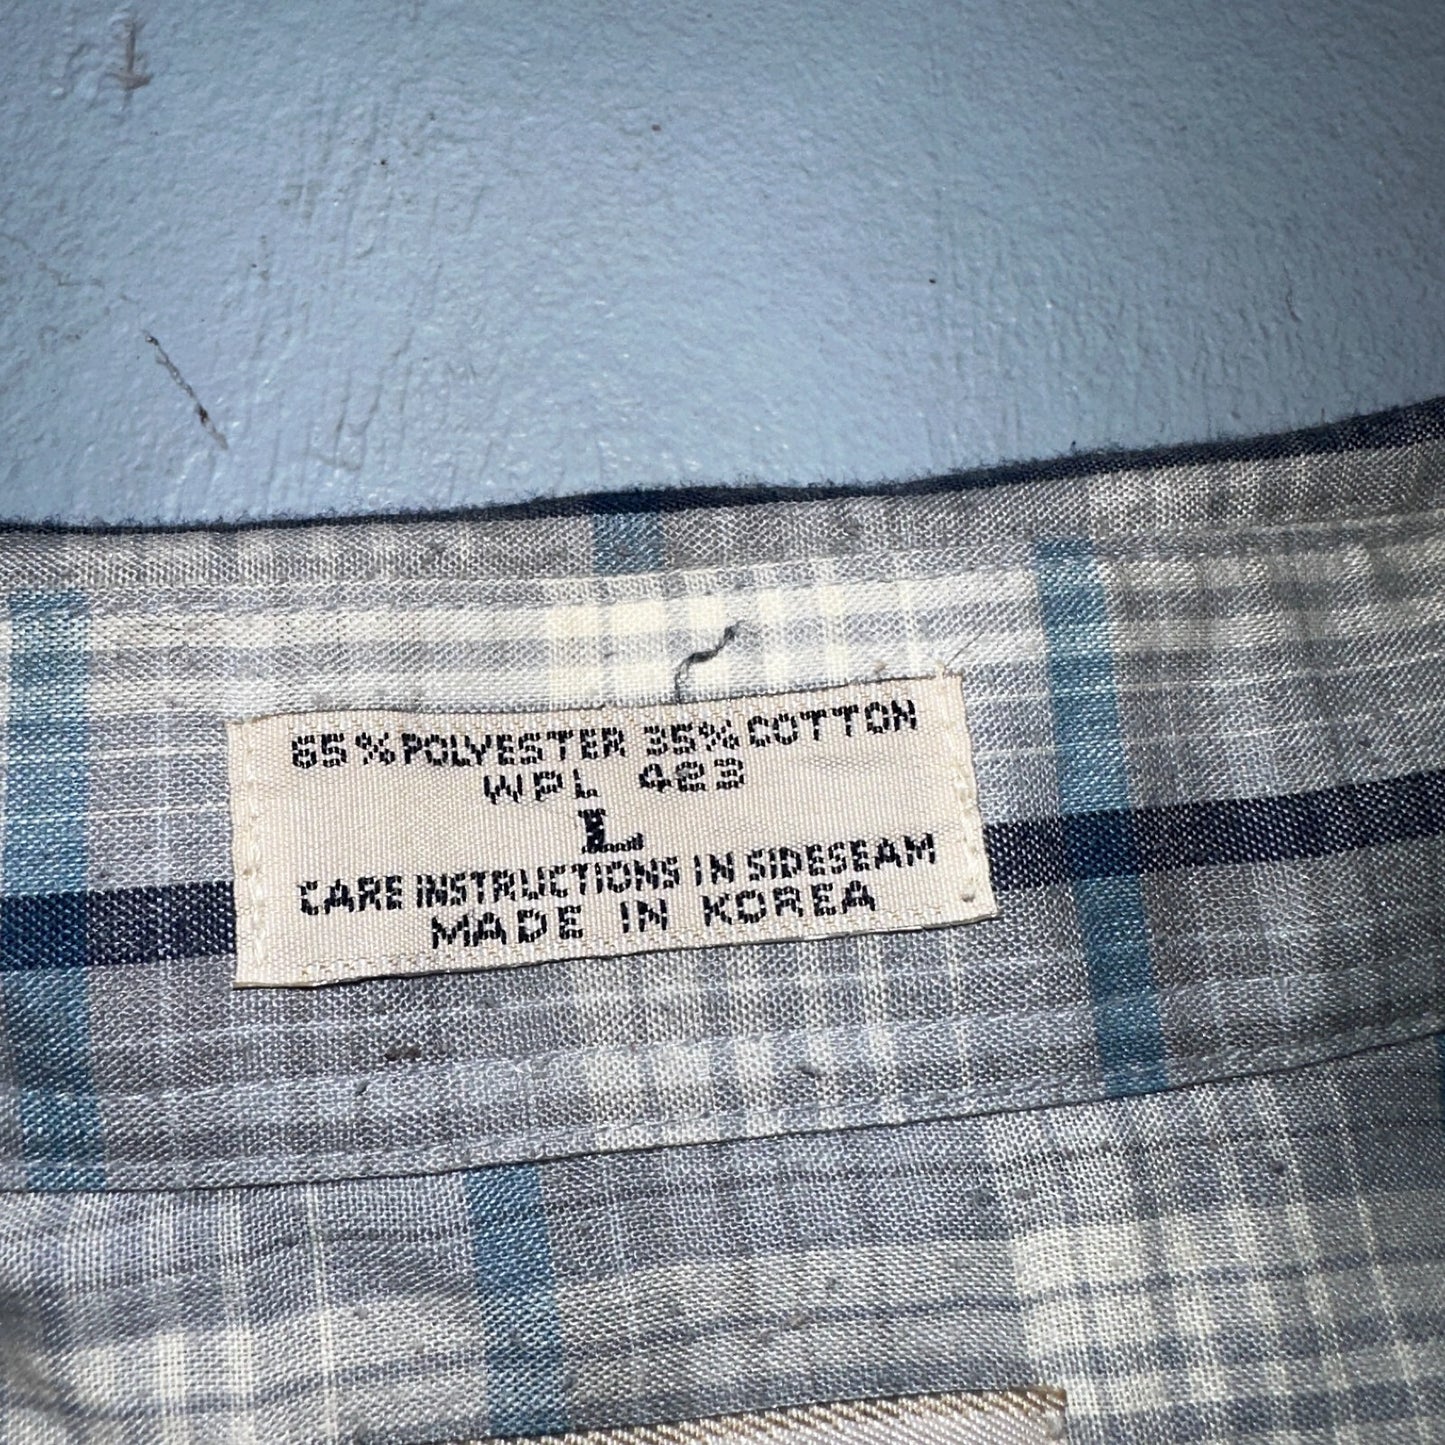 65% POLYESTER 35% COTTON
WPL 423
L
CARE INSTRUCTIONS IN SIDESEAM
MADE IN KOREA